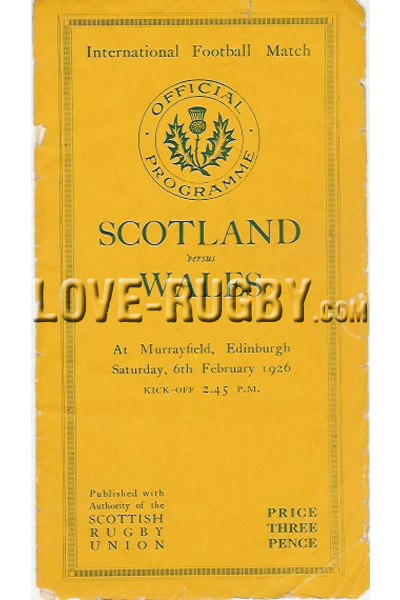 International Football Match
OFFICIAL
PROGRAMME
SCOTLAND
versus
WALES
LOVE-RUGBY.com
At Murrayfield, Edinburgh
Saturday, 6th February 1926
KICK-OFF 2.45 P.M.
Published with
Authority of the
SCOTTISH
RUGBY
UNION
PRICE
THREE
PENCE